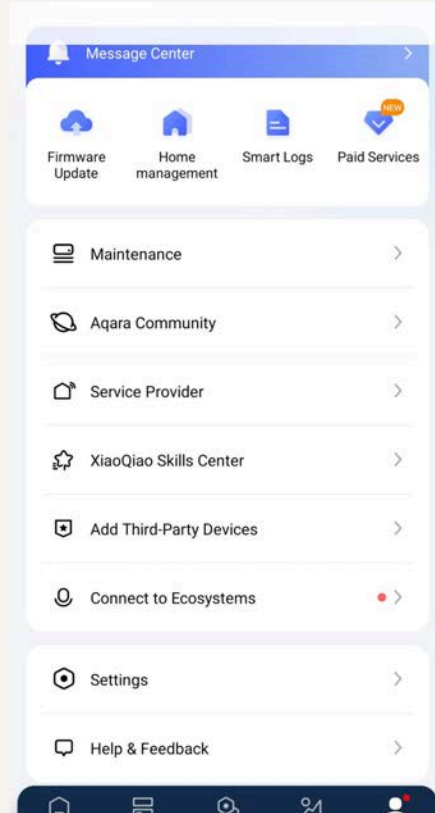 Message Center
NEW
Firmware
Update
Home
management
Smart Logs
Paid Services
Maintenance
Aqara Community
Service Provider
XiaoQiao Skills Center
Add Third-Party Devices
Connect to Ecosystems
Settings
Help & Feedback